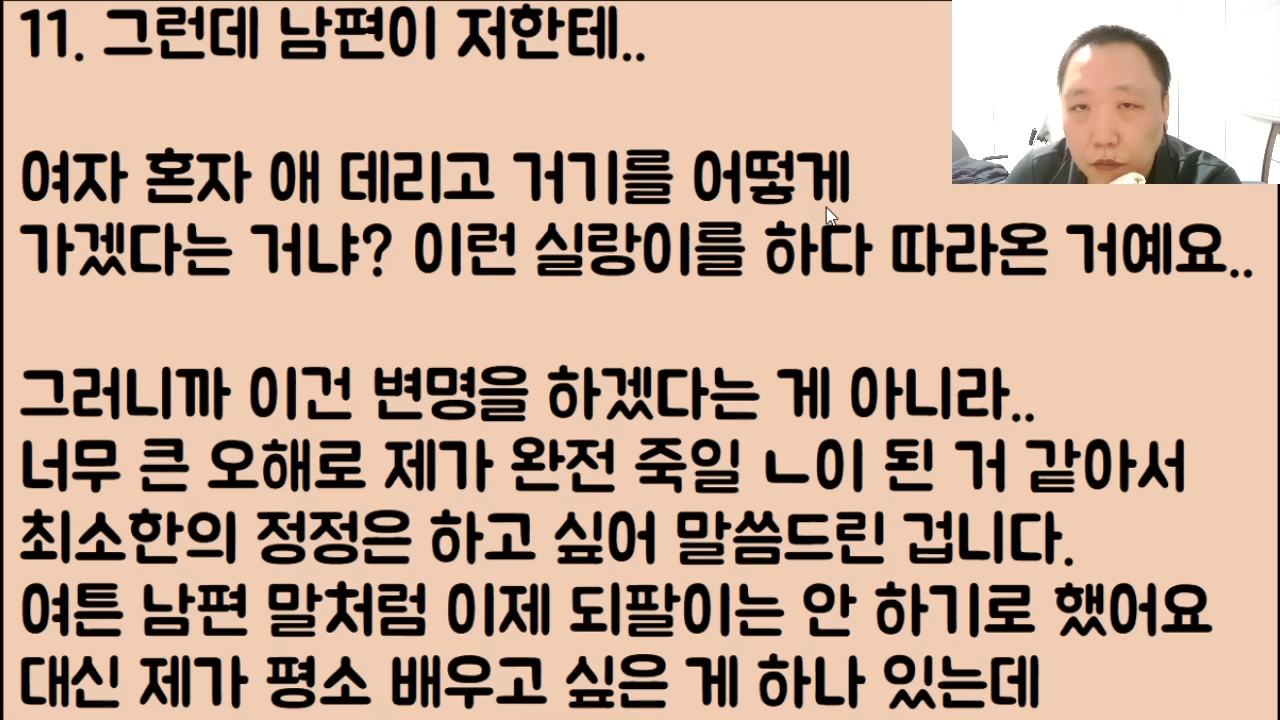 11. 그런데 남편이 저한테..
여자 혼자 애 데리고 거기를 어떻게
가겠다는 거냐? 이런 실랑이를 하다 따라온 거예요..
그러니까 이건 변명을 하겠다는 게 아니라..
너무 큰 오해로 제가 완전 죽일 ㄴ이 된 거 같아서
최소한의 정정은 하고 싶어 말씀드린 겁니다.
여튼 남편 말처럼 이제 되팔이는 안 하기로 했어요
대신 제가 평소 배우고 싶은 게 하나 있는데